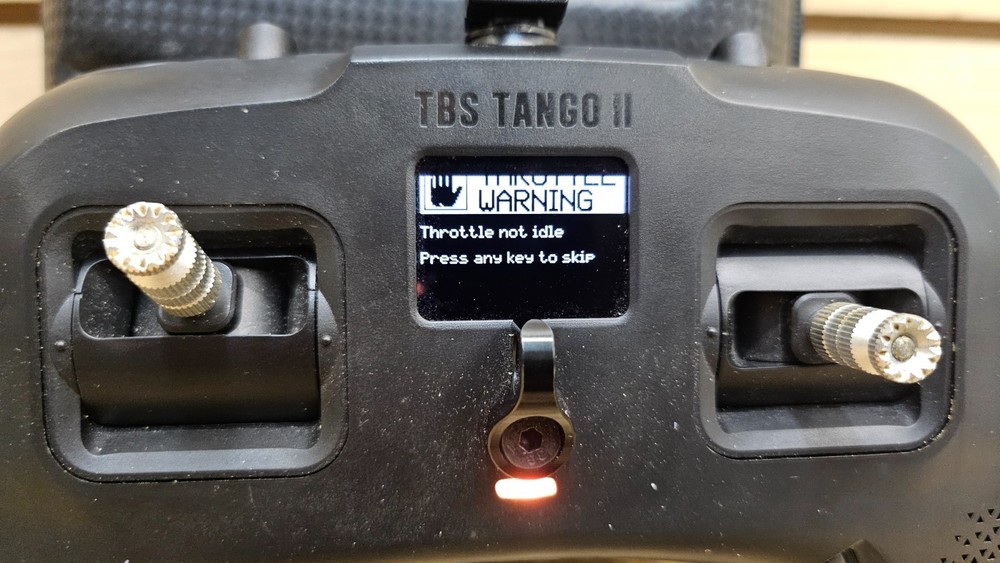 TBS TANGO II
THROTTLE
WARNING
Throttle not idle
Press any key to skip